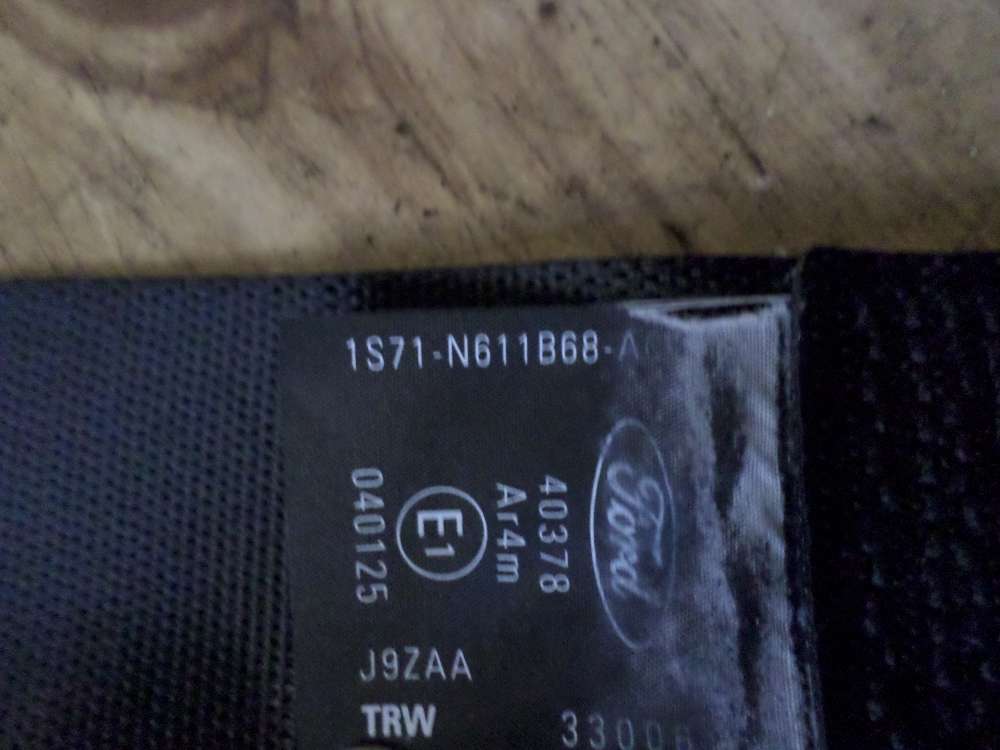 1S71-N611B68-A
Ford
40378
Ar4m
E1
040125
J9ZAA
TRW
3300